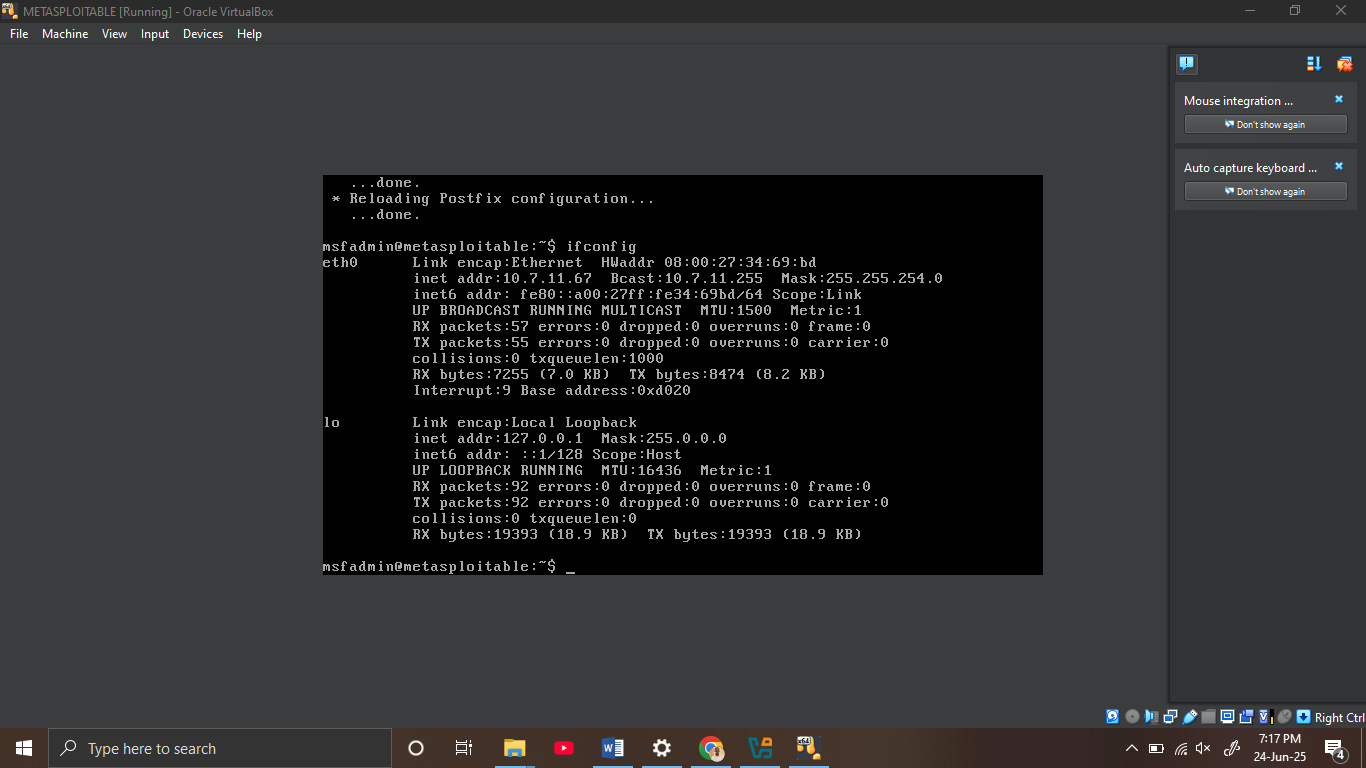 METASPLOITABLE [Running] - Oracle VirtualBox
File Machine View Input Devices Help
Mouse integration ...
Don't show again
Auto capture keyboard ...
Don't show again
...done.
* Reloading Postfix configuration...
...done.
msfadmin@metasploitable:~$ ifconfig
eth0 Link encap:Ethernet HWaddr 08:00:27:34:69:bd
inet addr:10.7.11.67 Bcast:10.7.11.255 Mask:255.255.254.0
inet6 addr: fe80::a00:27ff:fe34:69bd/64 Scope:Link
UP BROADCAST RUNNING MULTICAST MTU:1500 Metric:1
RX packets:57 errors:0 dropped:0 overruns:0 frame:0
TX packets:55 errors:0 dropped:0 overruns:0 carrier:0
collisions:0 txqueuelen:1000
RX bytes:7255 (7.0 KB) TX bytes:8474 (8.2 KB)
Interrupt:9 Base address:0xd020
lo Link encap:Local Loopback
inet addr:127.0.0.1 Mask:255.0.0.0
inet6 addr: ::1/128 Scope:Host
UP LOOPBACK RUNNING MTU:16436 Metric:1
RX packets:92 errors:0 dropped:0 overruns:0 frame:0
TX packets:92 errors:0 dropped:0 overruns:0 carrier:0
collisions:0 txqueuelen:0
RX bytes:19393 (18.9 KB) TX bytes:19393 (18.9 KB)
msfadmin@metasploitable:~$ _
Right Ctrl
Type here to search
7:17 PM
24-Jun-25
4